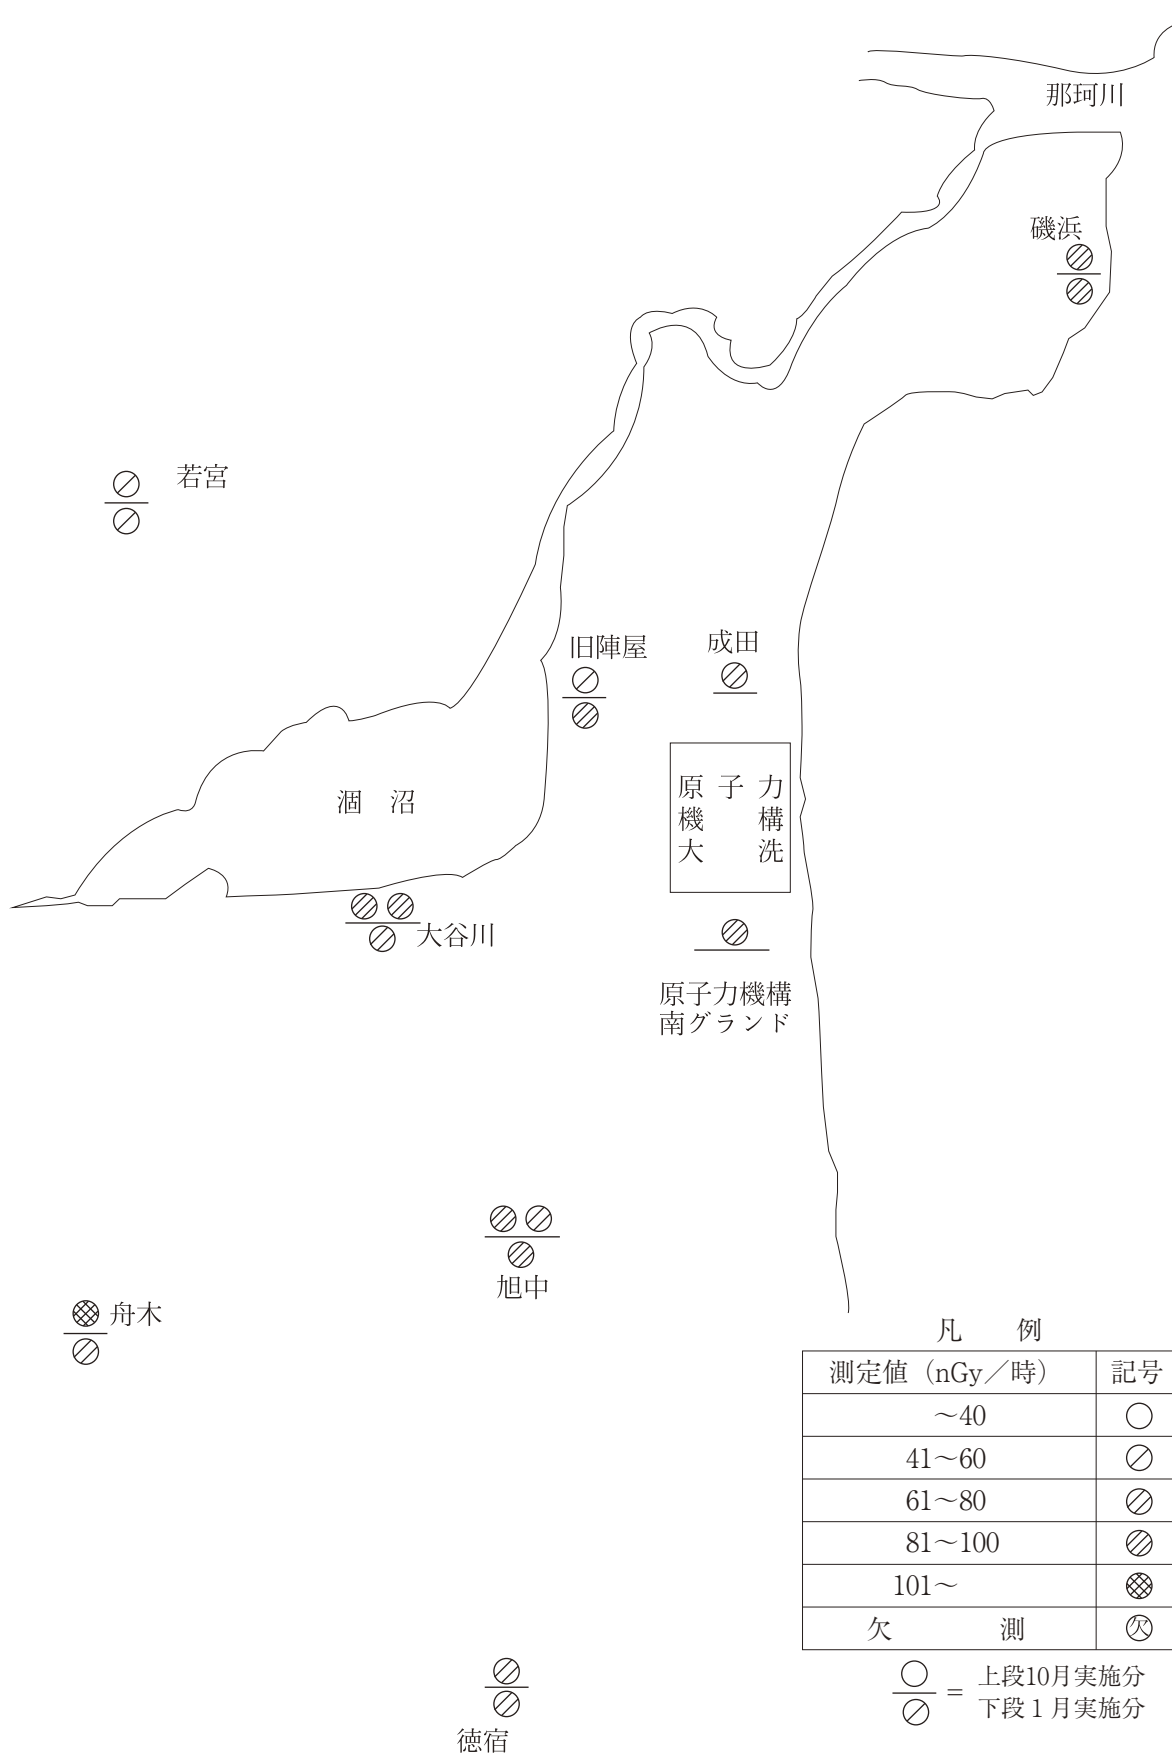 那珂川
磯浜
若宮
旧陣屋
成田
原子力
機構
大洗
涸沼
大谷川
原子力機構
南グランド
旭中
舟木
凡例
測定値（nGy／時） 記号
～40
41～60
61～80
81～100
101～
欠測 欠
= 上段10月実施分
下段１月実施分
徳宿